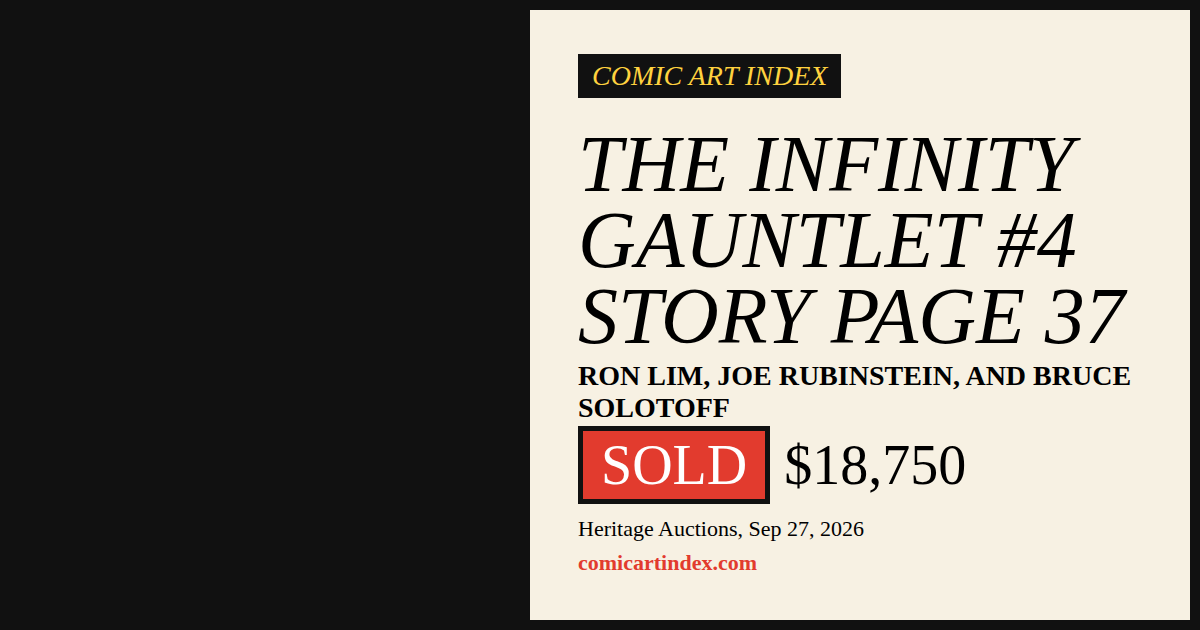 COMIC ART INDEX
THE INFINITY
GAUNTLET #4
STORY PAGE 37
RON LIM, JOE RUBINSTEIN, AND BRUCE
SOLOTOFF
SOLD $18,750
Heritage Auctions, Sep 27, 2026
comicartindex.com